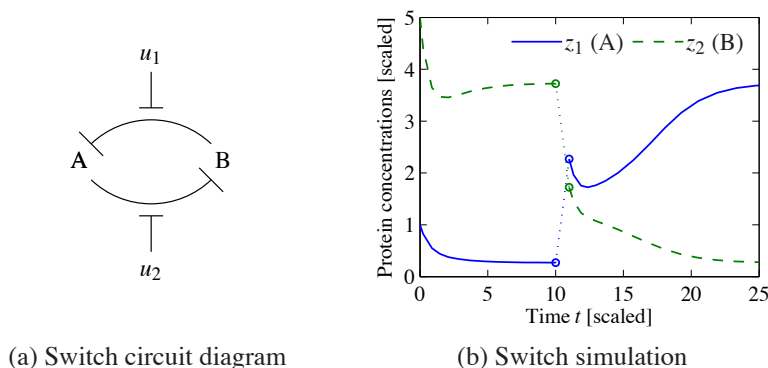 u₁
A
B
u₂
(a) Switch circuit diagram
Protein concentrations [scaled]
5
4
3
2
1
0
z₁ (A)
z₂ (B)
0
5
10
15
20
25
Time t [scaled]
(b) Switch simulation